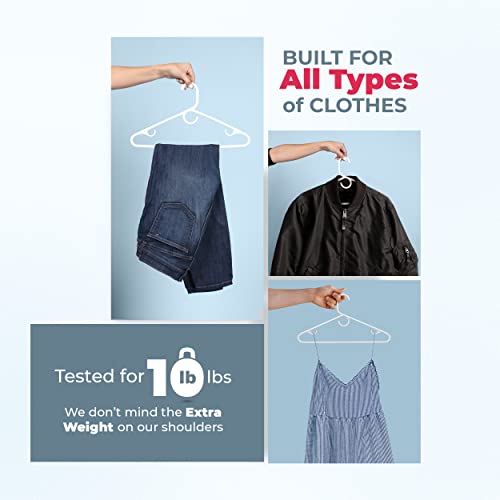 BUILT FOR
All Types
of CLOTHES
Tested for 10 lb lbs
We don't mind the Extra
Weight on our shoulders